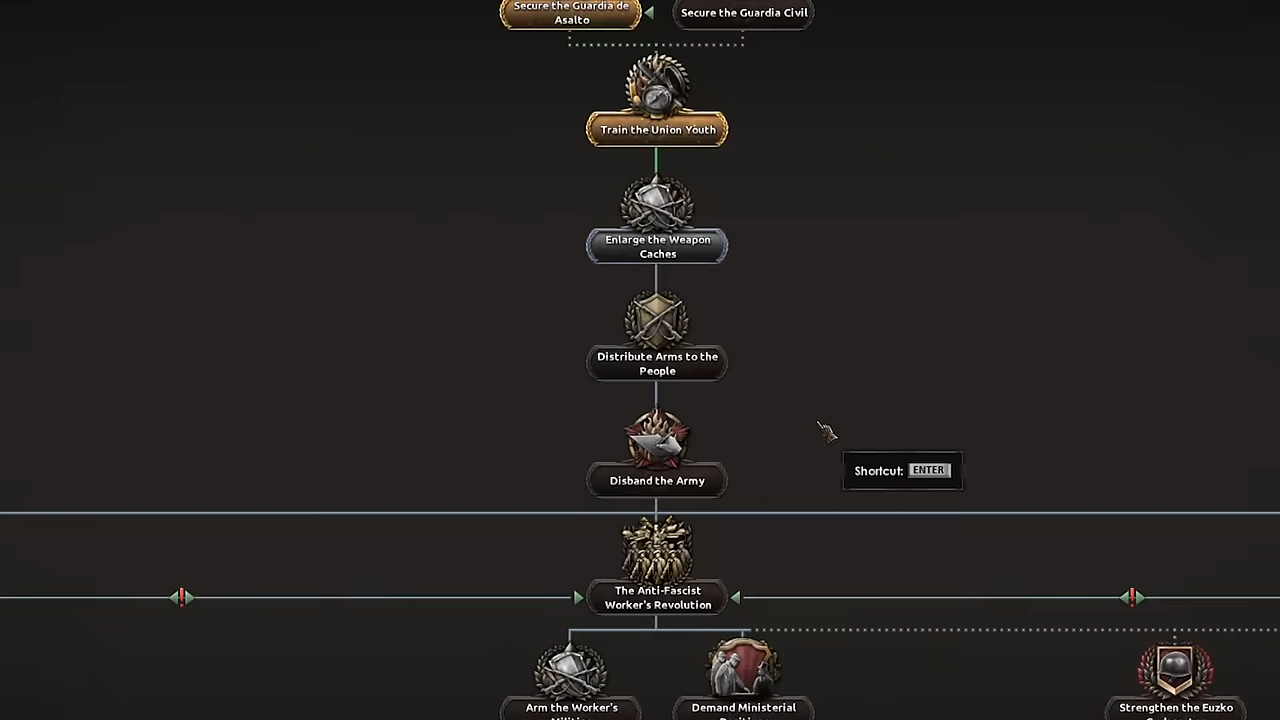 Secure the Guardia de
Asalto
Secure the Guardia Civil
Train the Union Youth
Enlarge the Weapon
Caches
Distribute Arms to the
People
Disband the Army
Shortcut: ENTER
The Anti-Fascist
Worker's Revolution
Arm the Worker's
Demand Ministerial
Strengthen the Euzko